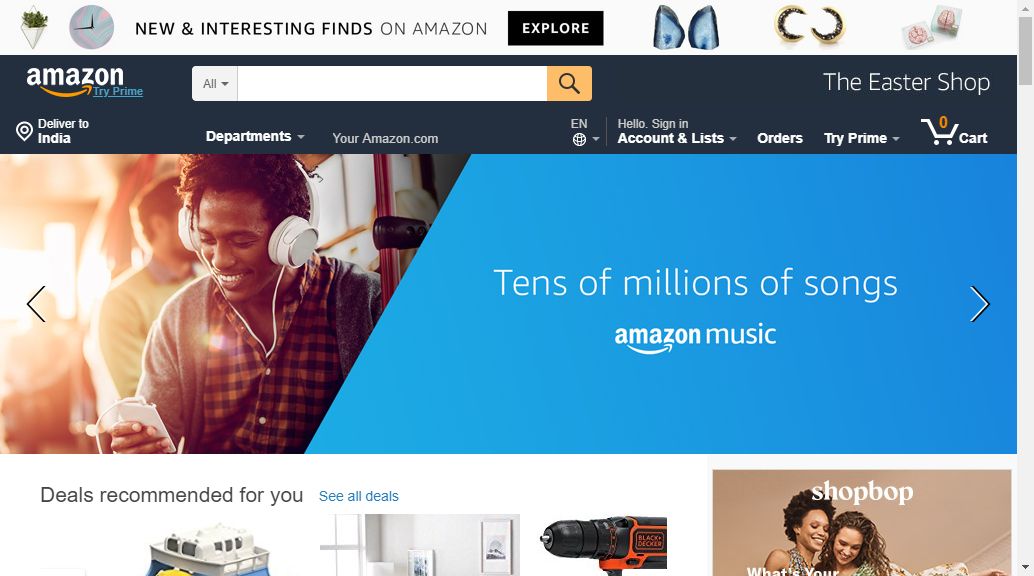 NEW & INTERESTING FINDS ON AMAZON EXPLORE
amazon
Try Prime
All
The Easter Shop
Deliver to
India
Departments
Your Amazon.com
EN
Hello. Sign in
Account & Lists
Orders
Try Prime
0
Cart
Tens of millions of songs
amazon music
Deals recommended for you See all deals
shopbop
BLACK+
DECKER
What's Your